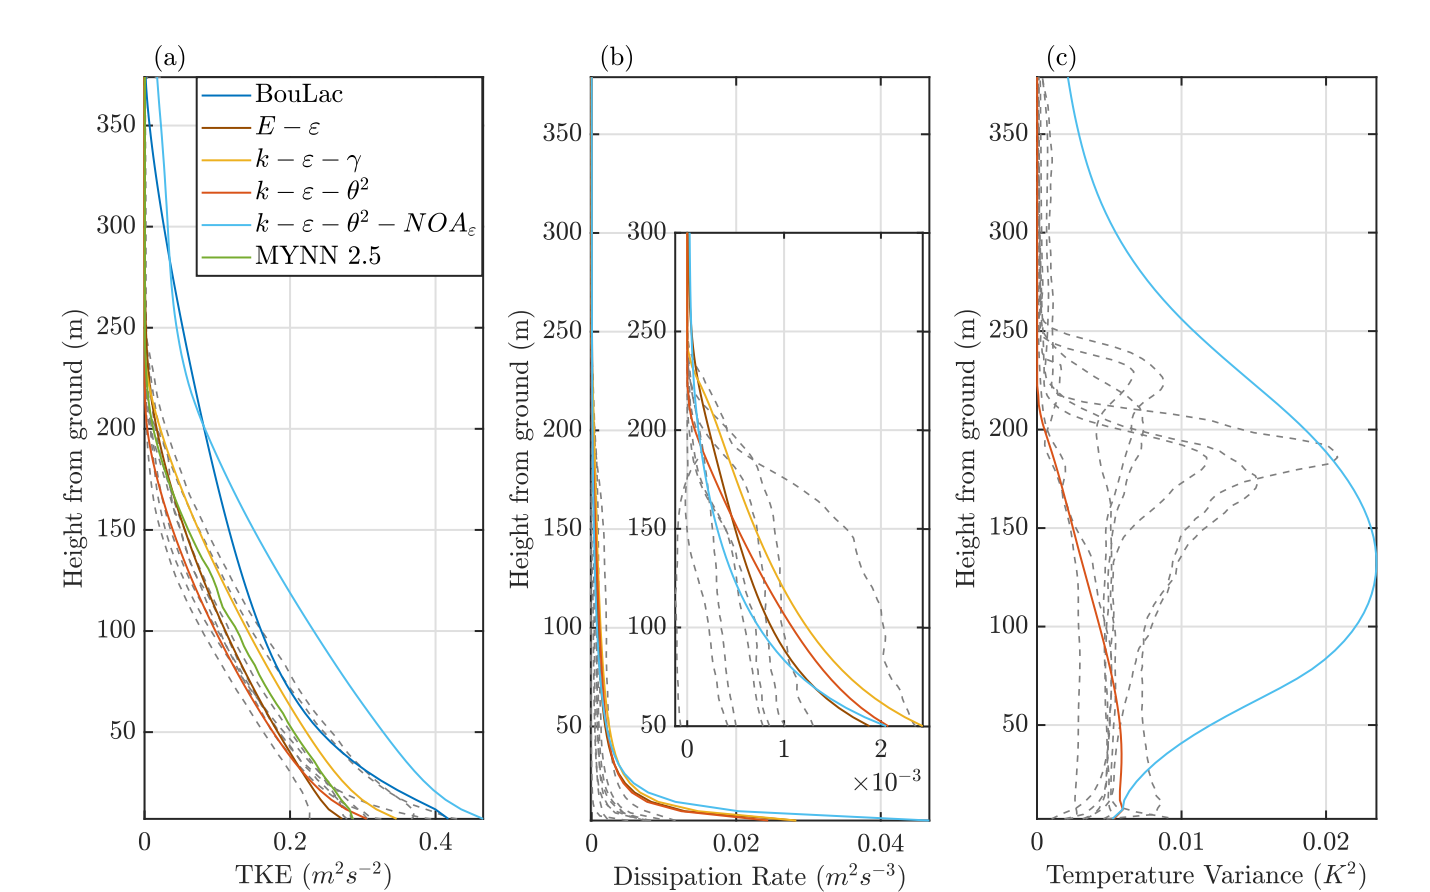 (a)
BouLac
E − ε
k − ε − γ
k − ε − θ²
k − ε − θ² − NOA_ε
MYNN 2.5
350
300
250
200
150
100
50
Height from ground (m)
0 0.2 0.4
TKE (m²s⁻²)
(b)
350
300
250
200
150
100
50
Height from ground (m)
300
250
200
150
100
50
0 1 2
×10⁻³
0 0.02 0.04
Dissipation Rate (m²s⁻³)
(c)
350
300
250
200
150
100
50
Height from ground (m)
0 0.01 0.02
Temperature Variance (K²)